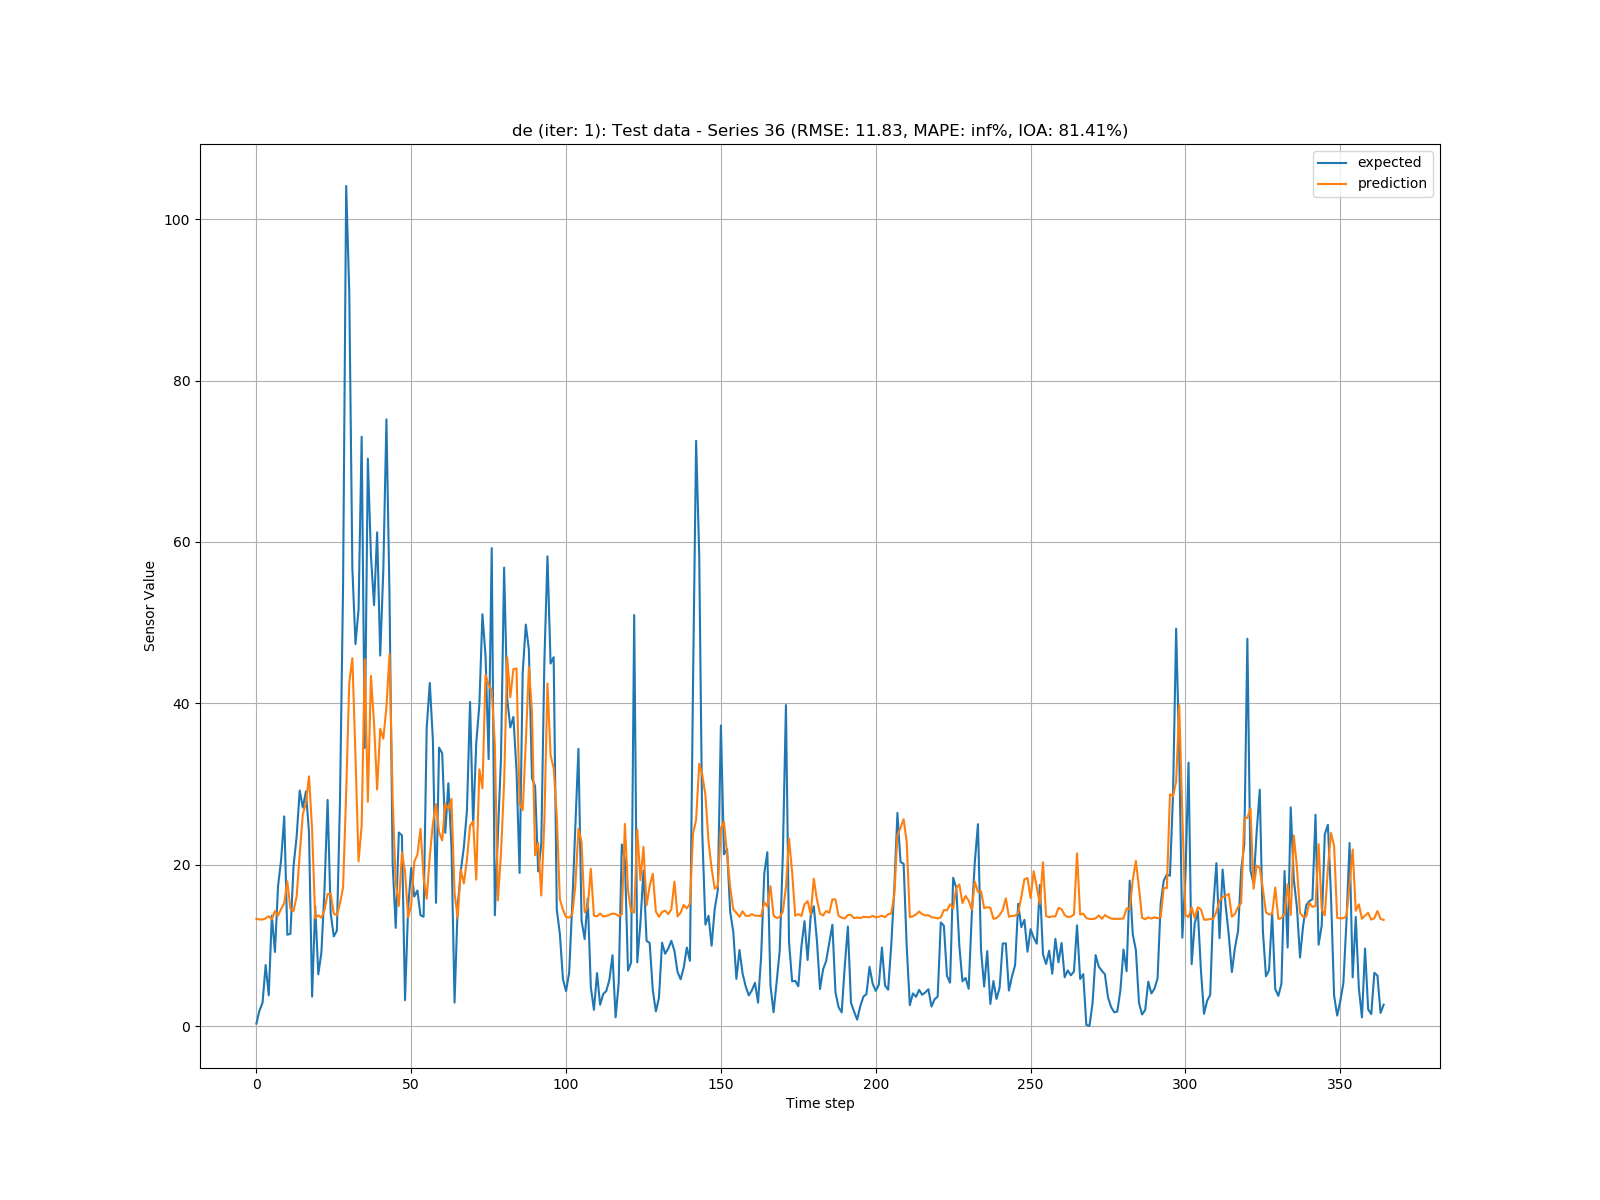 de (iter: 1): Test data - Series 36 (RMSE: 11.83, MAPE: inf%, IOA: 81.41%)
expected
prediction
100
80
60
40
20
0
Sensor Value
0 50 100 150 200 250 300 350
Time step